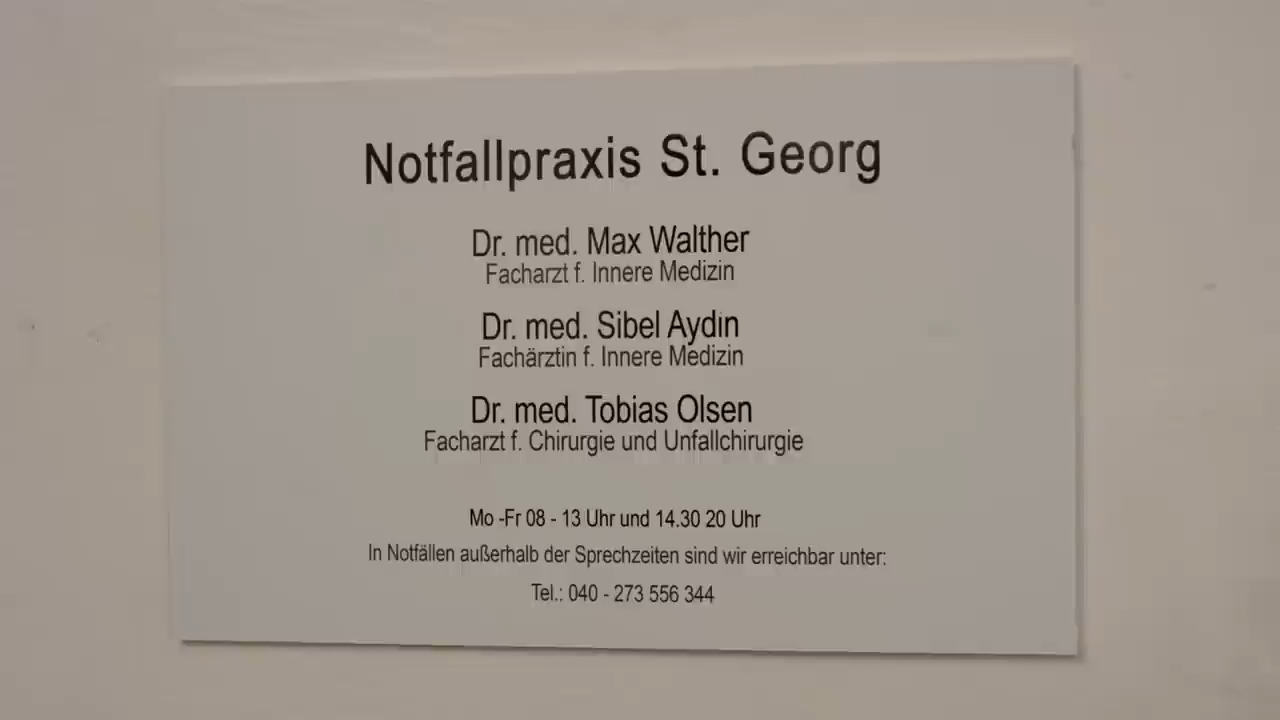 Notfallpraxis St. Georg
Dr. med. Max Walther
Facharzt f. Innere Medizin
Dr. med. Sibel Aydin
Fachärztin f. Innere Medizin
Dr. med. Tobias Olsen
Facharzt f. Chirurgie und Unfallchirurgie
Mo -Fr 08 - 13 Uhr und 14.30 20 Uhr
In Notfällen außerhalb der Sprechzeiten sind wir erreichbar unter:
Tel.: 040 - 273 556 344